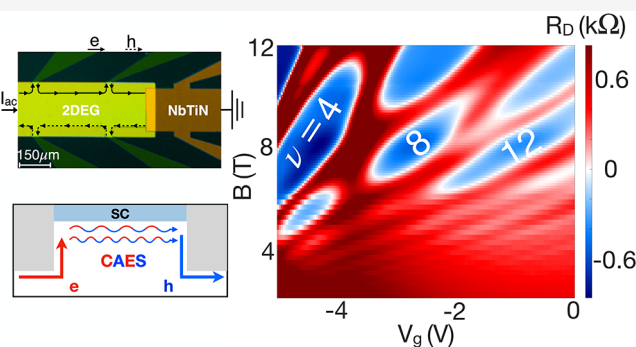 e h
I_ac
2DEG
NbTiN
150μm
SC
CAES
e h
R_D (kΩ)
12
8
4
B (T)
ν = 4
8
12
0.6
0
-0.6
-4 -2 0
V_g (V)